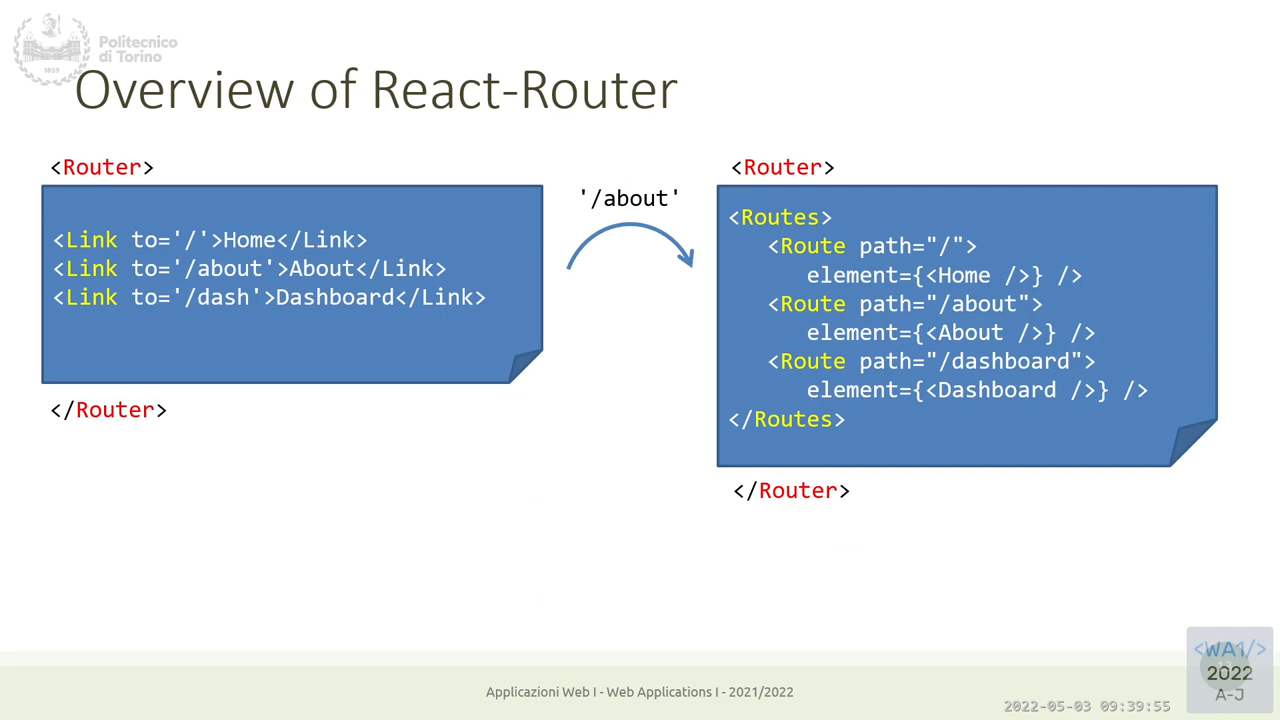 Politecnico
di Torino
1859
Overview of React-Router
<Router>
<Link to='/'>Home</Link>
<Link to='/about'>About</Link>
<Link to='/dash'>Dashboard</Link>
</Router>
'/about'
<Router>
<Routes>
<Route path="/">
element={<Home />} />
<Route path="/about">
element={<About />} />
<Route path="/dashboard">
element={<Dashboard />} />
</Routes>
</Router>
Applicazioni Web I - Web Applications I - 2021/2022
2022-05-03 09:39:55
<WA1/>
2022
A-J